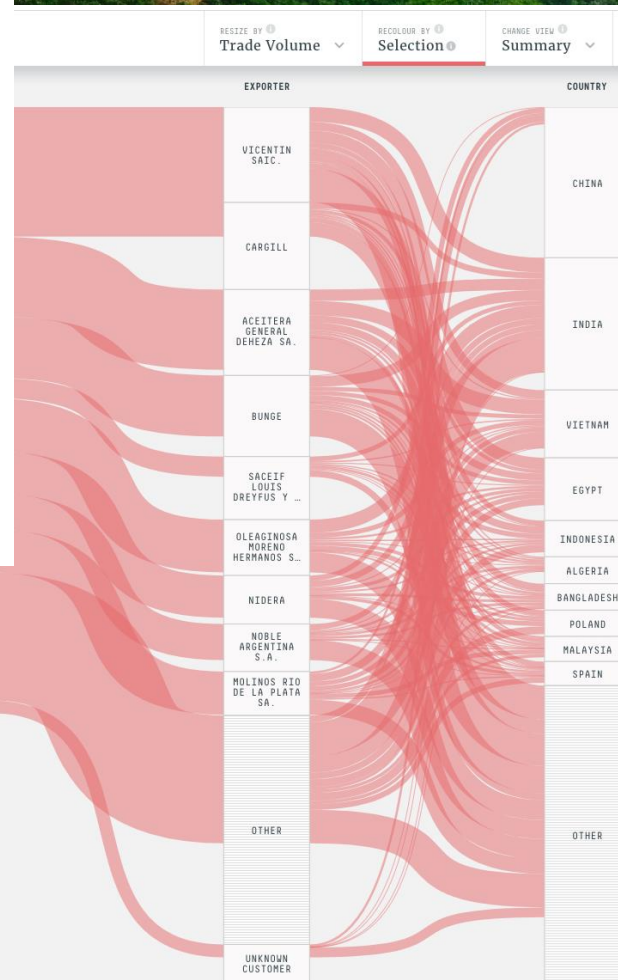 RESIZE BY
Trade Volume
RECOLOUR BY
Selection
CHANGE VIEW
Summary
EXPORTER
COUNTRY
VICENTIN
SAIC.
CARGILL
ACEITERA
GENERAL
DEHEZA SA.
BUNGE
SACEIF
LOUIS
DREYFUS Y …
OLEAGINOSA
MORENO
HERMANOS S…
NIDERA
NOBLE
ARGENTINA
S.A.
MOLINOS RIO
DE LA PLATA
SA.
OTHER
UNKNOWN
CUSTOMER
CHINA
INDIA
VIETNAM
EGYPT
INDONESIA
ALGERIA
BANGLADESH
POLAND
MALAYSIA
SPAIN
OTHER